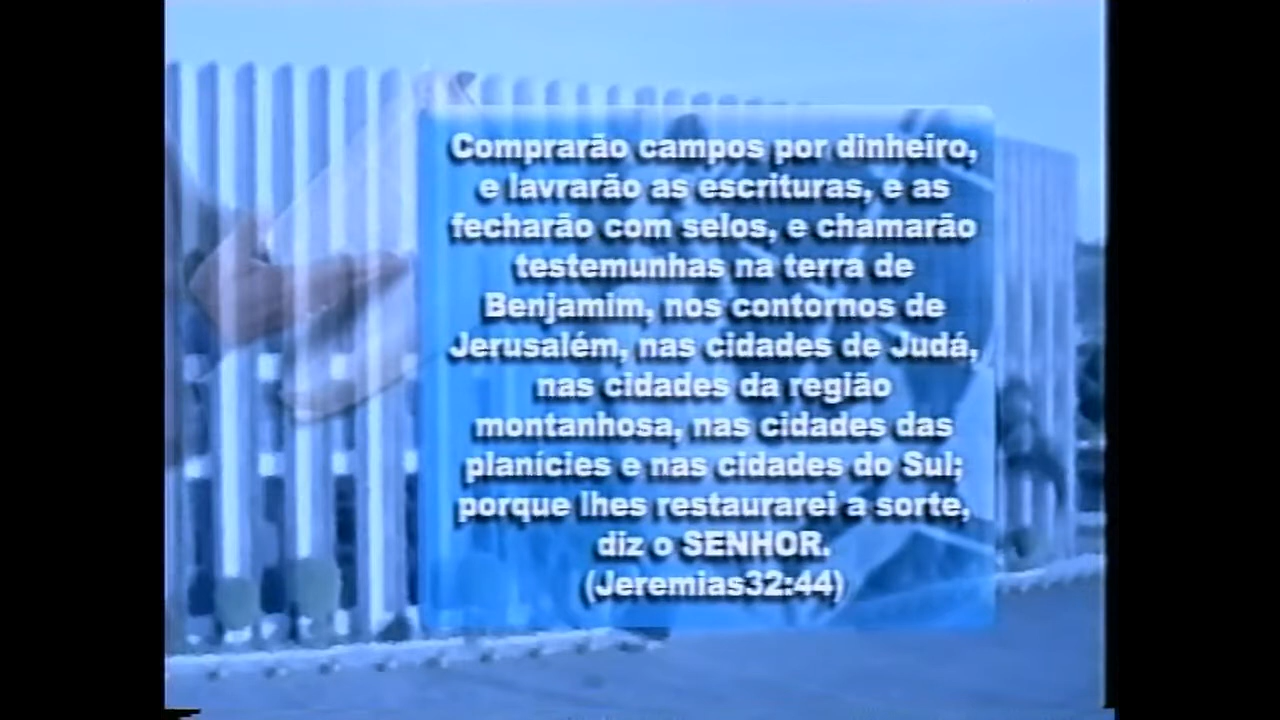 Comprarão campos por dinheiro,
e lavrarão as escrituras, e as
fecharão com selos, e chamarão
testemunhas na terra de
Benjamim, nos contornos de
Jerusalém, nas cidades de Judá,
nas cidades da região
montanhosa, nas cidades das
planícies e nas cidades do Sul;
porque lhes restaurarei a sorte,
diz o SENHOR.
(Jeremias32:44)